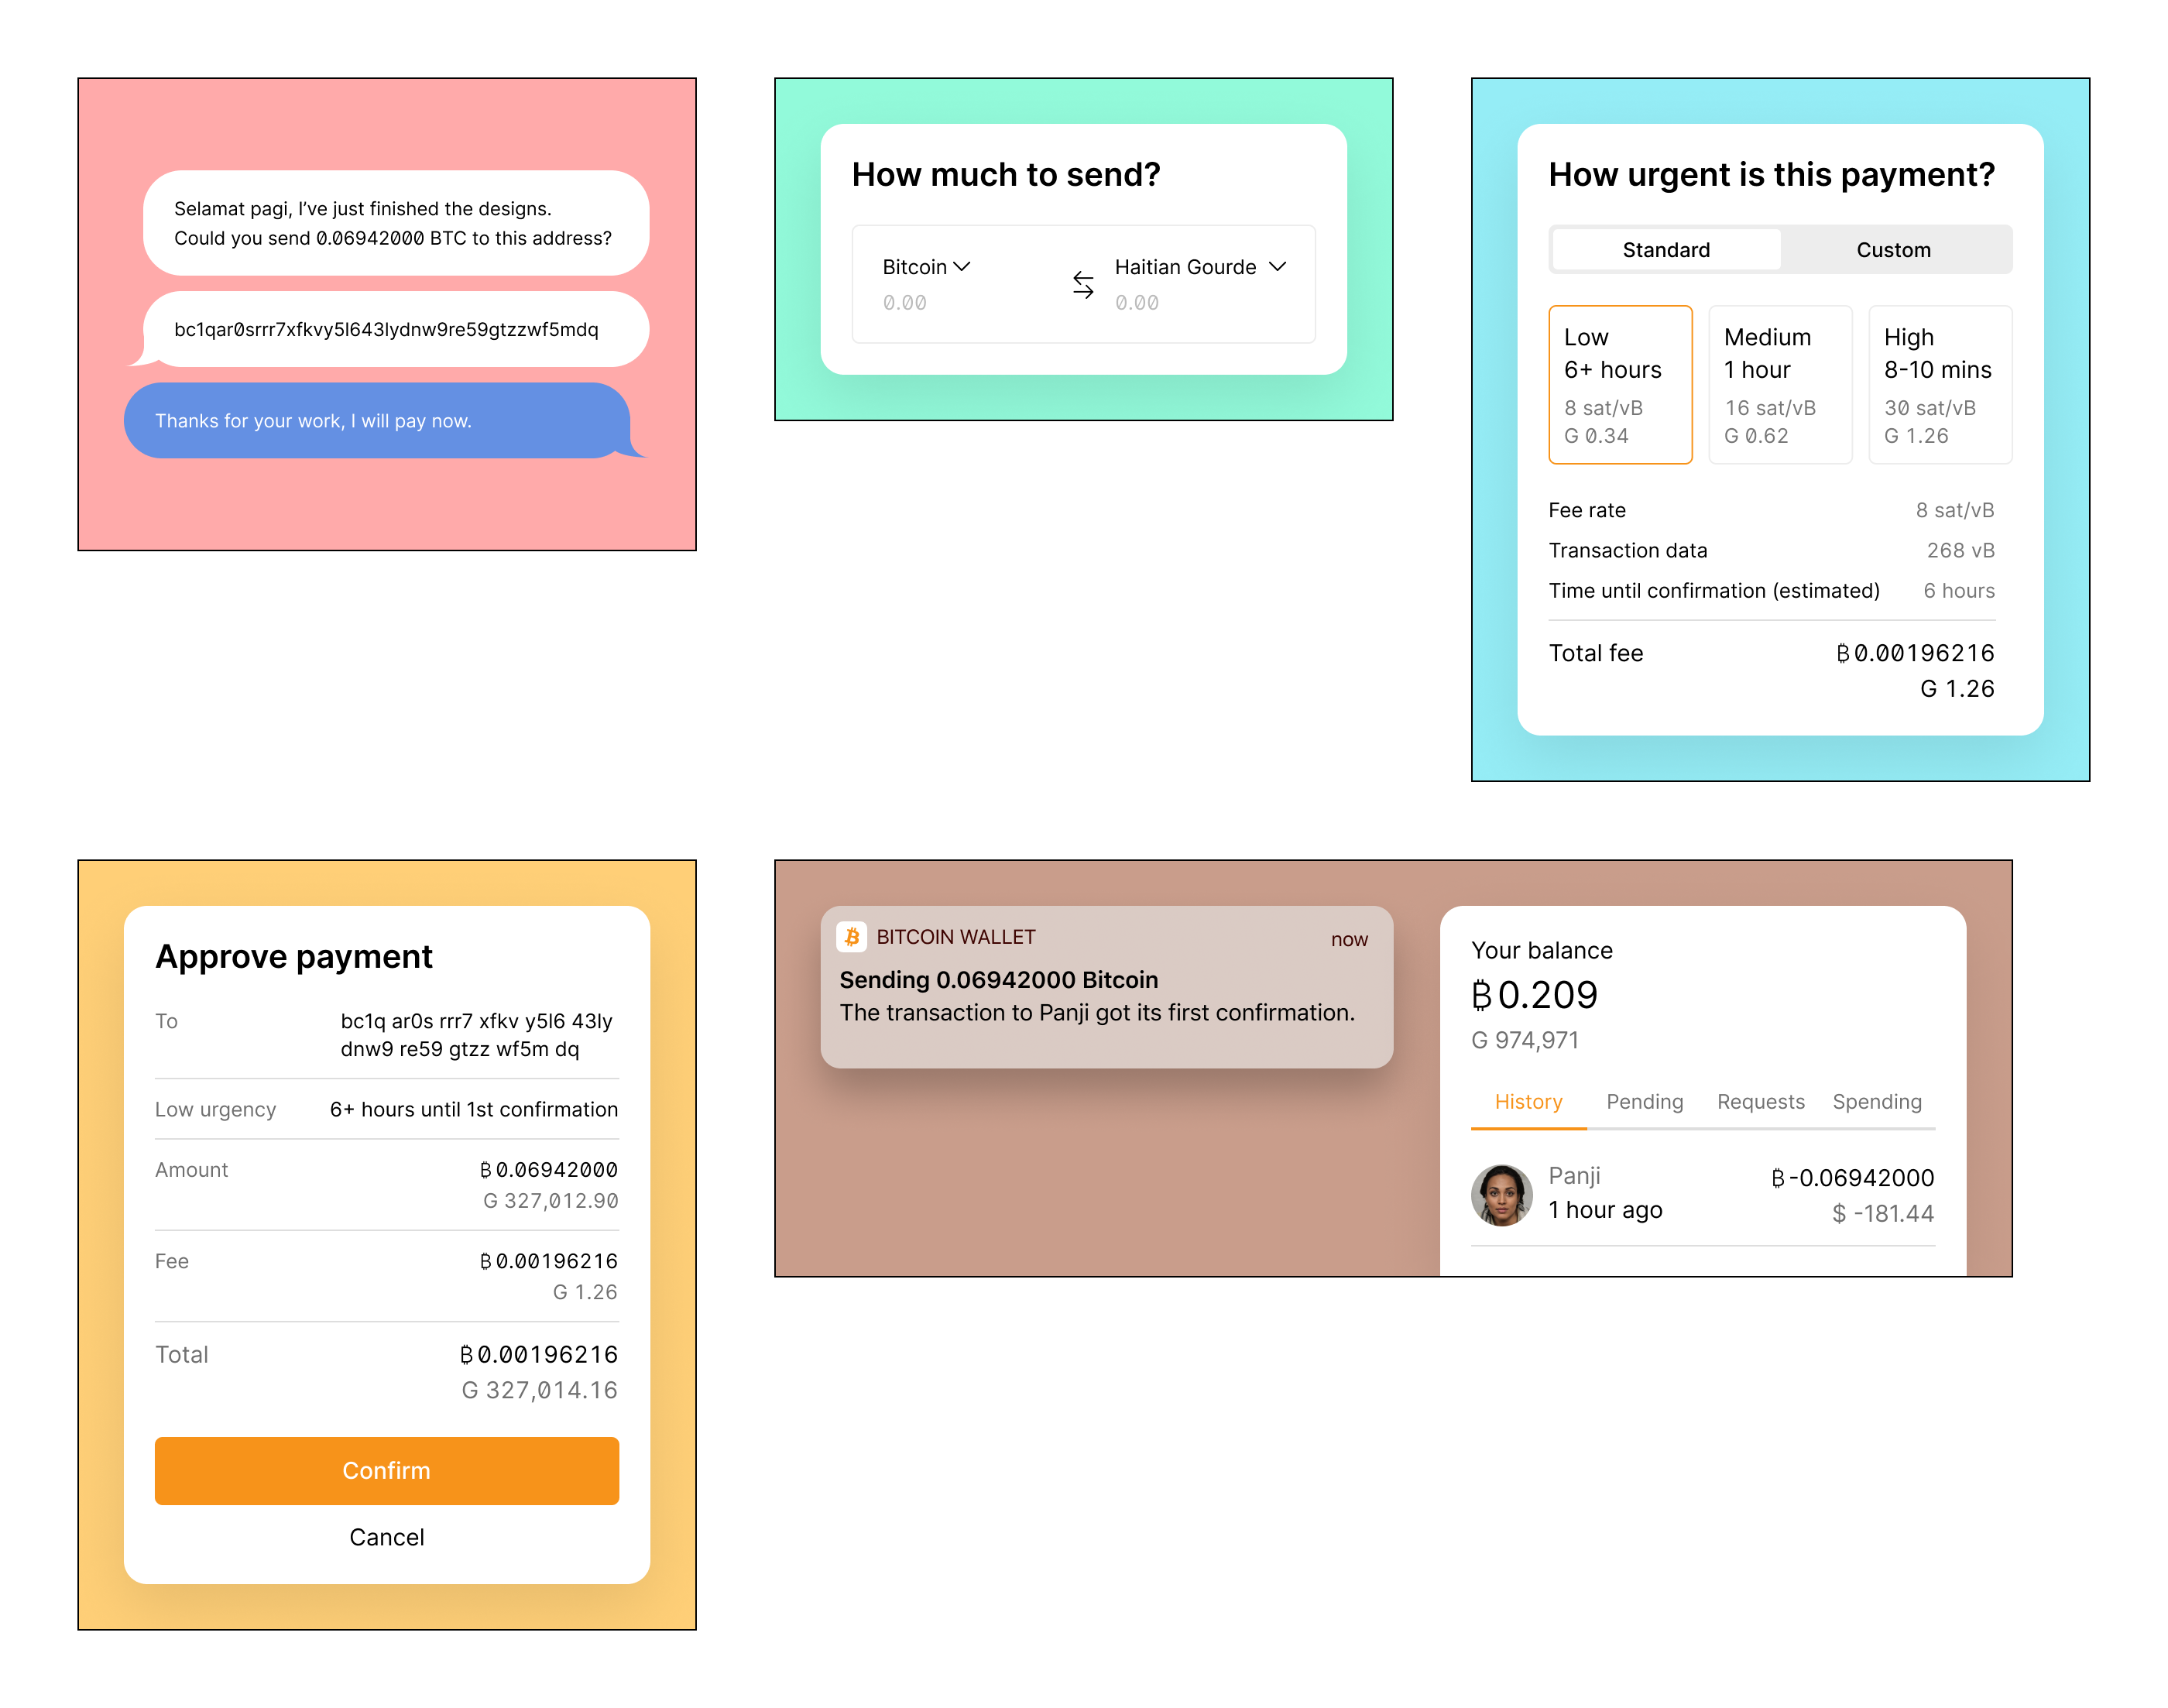 Selamat pagi, I’ve just finished the designs.
Could you send 0.06942000 BTC to this address?
bc1qar0srrr7xfkvy5l643lydnw9re59gtzzwf5mdq
Thanks for your work, I will pay now.
How much to send?
Bitcoin
0.00
Haitian Gourde
0.00
How urgent is this payment?
Standard
Custom
Low
6+ hours
8 sat/vB
G 0.34
Medium
1 hour
16 sat/vB
G 0.62
High
8-10 mins
30 sat/vB
G 1.26
Fee rate 8 sat/vB
Transaction data 268 vB
Time until confirmation (estimated) 6 hours
Total fee ₿0.00196216
G 1.26
Approve payment
To bc1q ar0s rrr7 xfkv y5l6 43ly
dnw9 re59 gtzz wf5m dq
Low urgency 6+ hours until 1st confirmation
Amount ₿0.06942000
G 327,012.90
Fee ₿0.00196216
G 1.26
Total ₿0.00196216
G 327,014.16
Confirm
Cancel
BITCOIN WALLET now
Sending 0.06942000 Bitcoin
The transaction to Panji got its first confirmation.
Your balance
₿0.209
G 974,971
History Pending Requests Spending
Panji ₿-0.06942000
1 hour ago $ -181.44